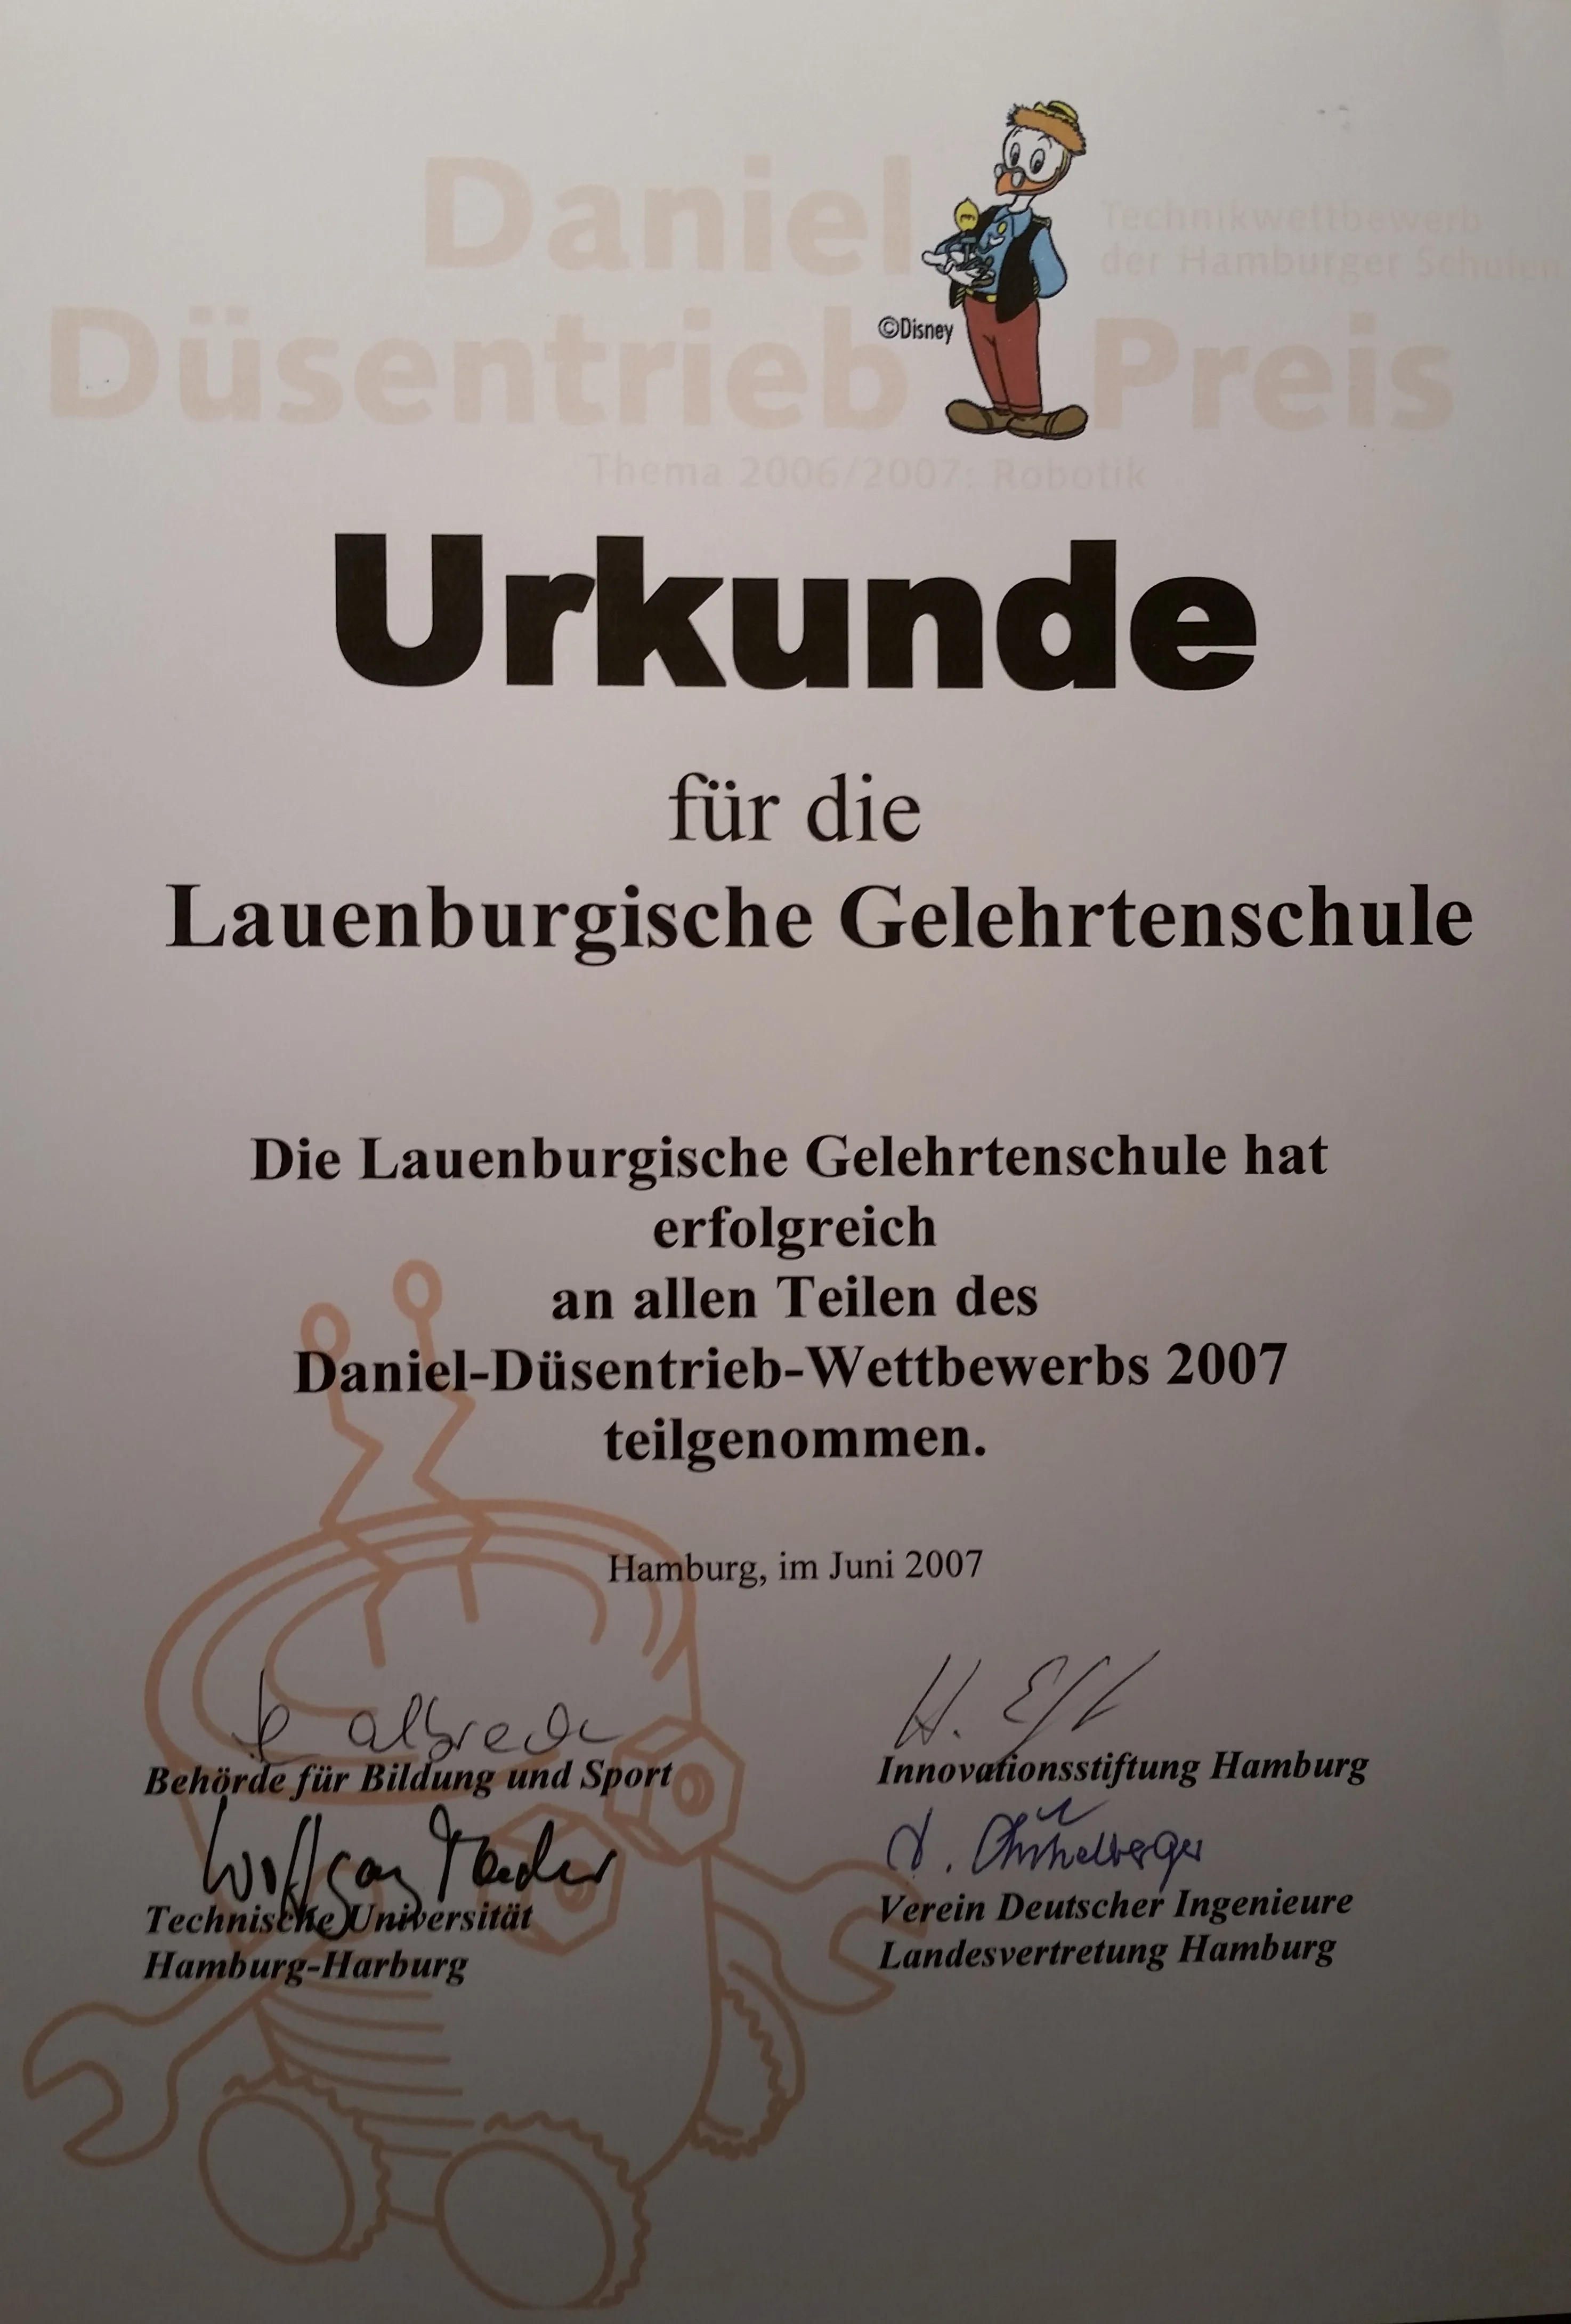 Daniel
Technikwettbewerb
der Hamburger Schulen
Düsentrieb Preis
©Disney
Thema 2006/2007: Robotik
Urkunde
für die
Lauenburgische Gelehrtenschule
Die Lauenburgische Gelehrtenschule hat
erfolgreich
an allen Teilen des
Daniel-Düsentrieb-Wettbewerbs 2007
teilgenommen.
Hamburg, im Juni 2007
Behörde für Bildung und Sport
Innovationsstiftung Hamburg
Wolfgang
Technische Universität
Hamburg-Harburg
Verein Deutscher Ingenieure
Landesvertretung Hamburg